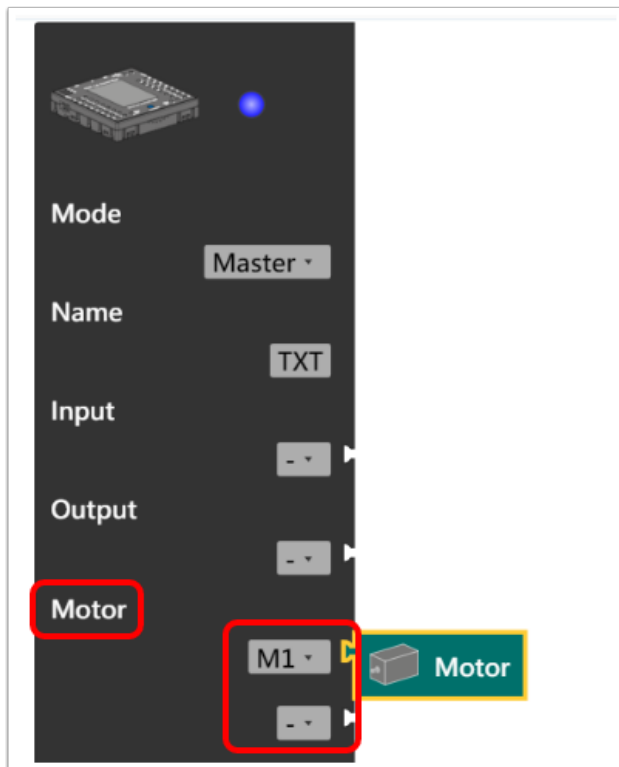 Mode
Master
Name
TXT
Input
-
Output
-
Motor
M1
Motor
-